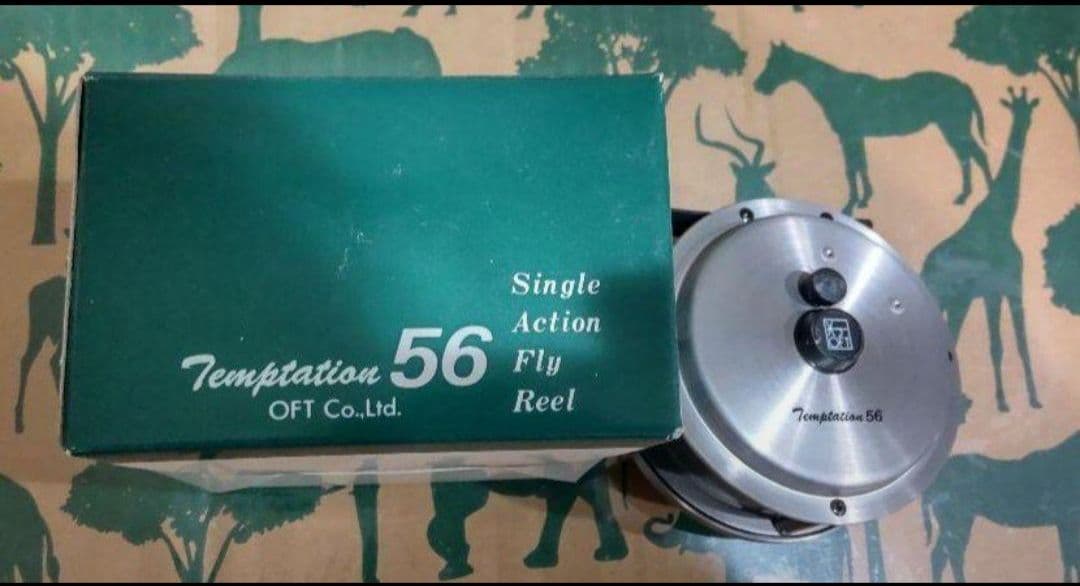 Single
Action
Fly
Reel
Temptation 56
OFT Co.,Ltd.
Temptation 56